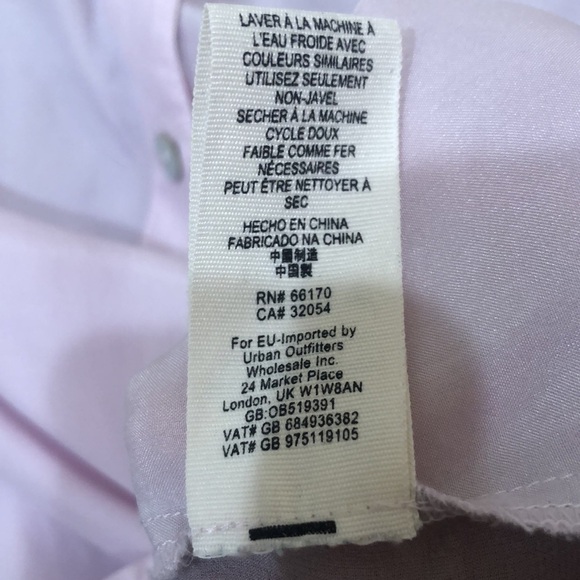 LAVER À LA MACHINE À
L'EAU FROIDE AVEC
COULEURS SIMILAIRES
UTILISEZ SEULEMENT
NON-JAVEL
SECHER À LA MACHINE
CYCLE DOUX
FAIBLE COMME FER
NÉCESSAIRES
PEUT ÊTRE NETTOYER À
SEC
HECHO EN CHINA
FABRICADO NA CHINA
中國制造
中国製
RN# 66170
CA# 32054
For EU-Imported by
Urban Outfitters
Wholesale Inc.
24 Market Place
London, UK W1W8AN
GB:OB519391
VAT# GB 684936382
VAT# GB 975119105